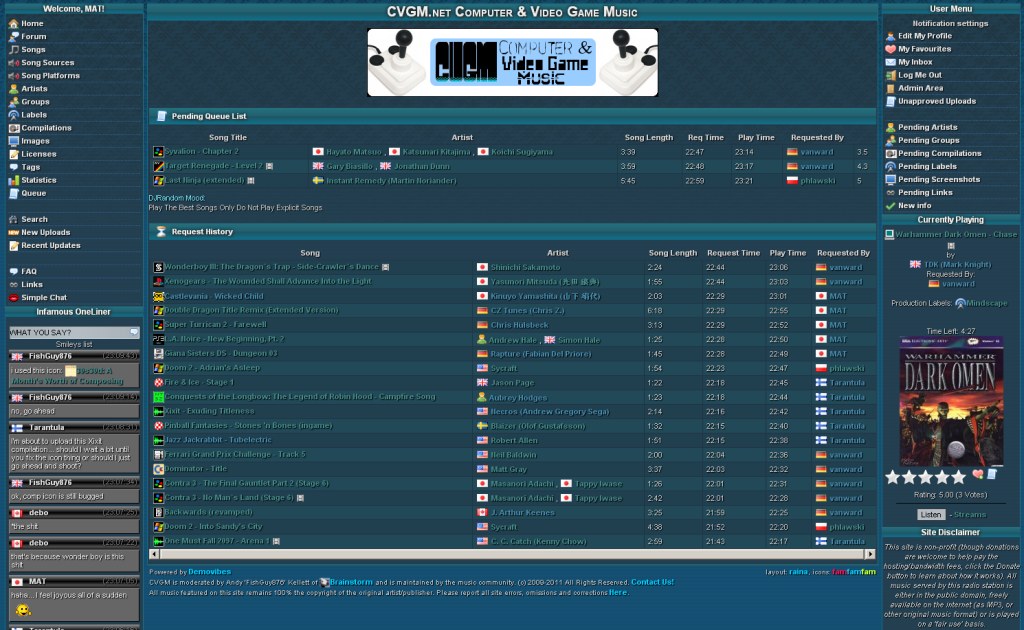 Welcome, MAT!
Home
Forum
Songs
Song Sources
Song Platforms
Artists
Groups
Labels
Compilations
Images
Licenses
Tags
Statistics
Queue
Search
New Uploads
Recent Updates
FAQ
Links
Simple Chat
Infamous OneLiner
WHAT YOU SAY?
Smileys list
FishGuy876
i used this icon:
Month's Worth of Composing
FishGuy876
no, go ahead
Tarantula
I'm about to upload this Xixit
compilation... should I wait a bit until
you fix the icon thing or should I just
go ahead and shoot?
FishGuy876
ok, comp icon is still bugged
debo
*the shit
debo
that's because wonder boy is this
shit
MAT
haha... I feel joyous all of a sudden
Tarantula
CVGM.net Computer & Video Game Music
CVGM Computer &
Video Game
Music
Pending Queue List
Song Title Artist Song Length Req Time Play Time Requested By
Syvalion - Chapter 2 Hayato Matsuo , Katsunari Kitajima , Koichi Sugiyama 3:39 22:47 23:14 vanward 3.5
Target Renegade - Level 2 Gary Biasillo , Jonathan Dunn 3:59 22:48 23:17 vanward 4.3
Last Ninja (extended) Instant Remedy (Martin Noriander) 5:45 22:59 23:21 phlawski 5
DJRandom Mood:
Play The Best Songs Only Do Not Play Explicit Songs
Request History
Song Artist Song Length Request Time Play Time Requested By
Wonderboy III: The Dragon's Trap - Side-Crawler's Dance Shinichi Sakamoto 2:24 22:44 23:06 vanward
Xenogears - The Wounded Shall Advance Into the Light Yasunori Mitsuda (光田 康典) 1:55 22:44 23:03 vanward
Castlevania - Wicked Child Kinuyo Yamashita (山下 絹代) 2:03 22:29 23:01 MAT
Double Dragon Title Remix (Extended Version) CZ Tunes (Chris Z.) 6:18 22:29 22:55 MAT
Super Turrican 2 - Farewell Chris Hülsbeck 3:13 22:29 22:52 MAT
L.A. Noire - New Beginning, Pt. 2 Andrew Hale , Simon Hale 1:25 22:28 22:50 MAT
Giana Sisters DS - Dungeon 03 Rapture (Fabian Del Priore) 1:45 22:28 22:49 MAT
Doom 2 - Adrian's Asleep Sycraft 1:54 22:23 22:47 phlawski
Fire & Ice - Stage 1 Jason Page 1:22 22:18 22:45 Tarantula
Conquests of the Longbow: The Legend of Robin Hood - Campfire Song Aubrey Hodges 1:23 22:18 22:44 Tarantula
Xixit - Exuding Titleness Necros (Andrew Gregory Sega) 2:14 22:16 22:42 Tarantula
Pinball Fantasies - Stones 'n Bones (ingame) Blaizer (Olof Gustafsson) 1:32 22:15 22:40 Tarantula
Jazz Jackrabbit - Tubelectric Robert Allen 1:51 22:15 22:38 Tarantula
Ferrari Grand Prix Challenge - Track 5 Neil Baldwin 2:00 22:04 22:36 vanward
Dominator - Title Matt Gray 3:37 22:03 22:32 vanward
Contra 3 - The Final Gauntlet Part 2 (Stage 6) Masanori Adachi , Tappy Iwase 1:26 22:01 22:31 vanward
Contra 3 - No Man's Land (Stage 6) Masanori Adachi , Tappy Iwase 2:42 22:01 22:28 vanward
Backwards (revamped) J. Arthur Keenes 3:25 21:59 22:25 vanward
Doom 2 - Into Sandy's City Sycraft 4:38 21:52 22:20 phlawski
One Must Fall 2097 - Arena 1 C. C. Catch (Kenny Chow) 2:59 21:43 22:17 Tarantula
Powered by Demovibes layout: raina, icons: famfamfam
CVGM is moderated by Andy 'FishGuy876' Kellett of Brainstorm and is maintained by the music community. (c) 2009-2011 All Rights Reserved. Contact Us!
All music featured on this site remains 100% the copyright of the original artist/publisher. Please report all site errors, omissions and corrections here.
User Menu
Notification settings
Edit My Profile
My Favourites
My Inbox
Log Me Out
Admin Area
Unapproved Uploads
Pending Artists
Pending Groups
Pending Compilations
Pending Labels
Pending Screenshots
Pending Links
New info
Currently Playing
Warhammer Dark Omen - Chase
by
TDK (Mark Knight)
Requested By:
vanward
Production Labels: Mindscape
Time Left: 4:27
WARHAMMER
DARK OMEN
Rating: 5.00 (3 Votes)
Listen - Streams
Site Disclaimer
This site is non-profit (though donations
are welcome to help pay the
hosting/bandwidth fees, click the Donate
button to learn about how it works). All
music served by this radio station is
either in the public domain, freely
available on the internet (as MP3, or
other original music format) or is played
on a 'fair use' basis.